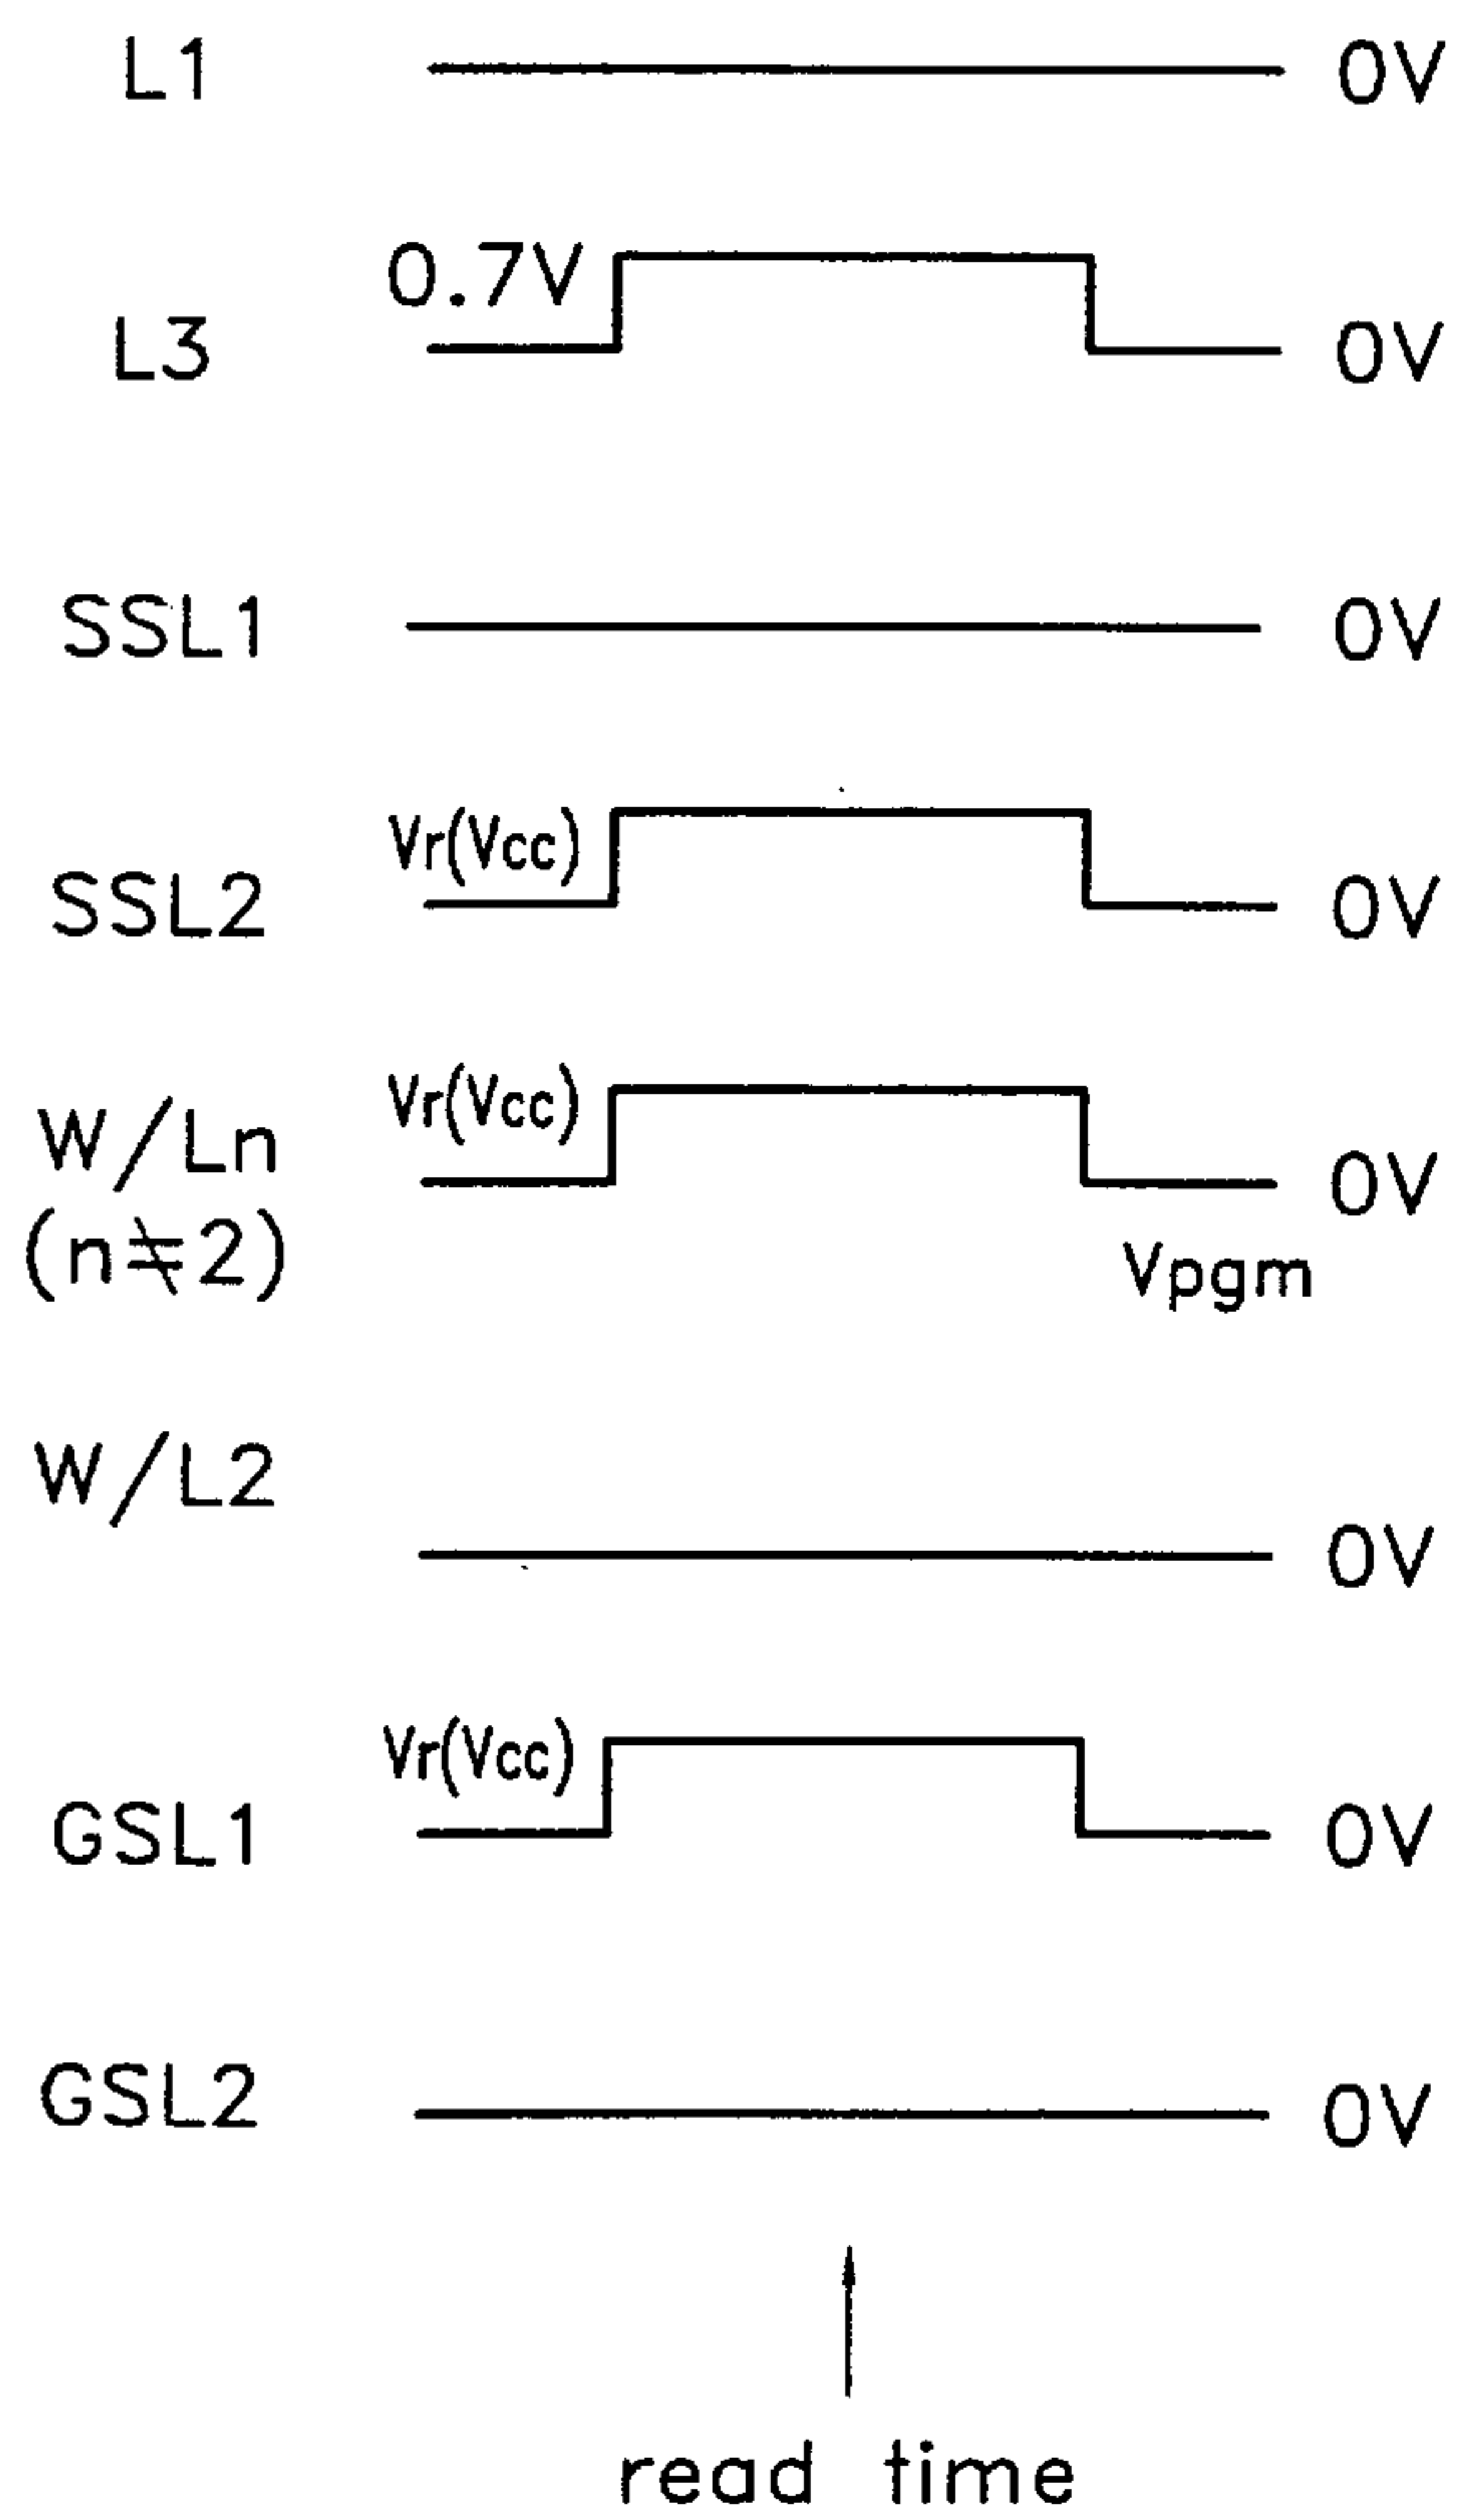 L1 0V
0.7V
L3 0V
SSL1 0V
Vr(Vcc)
SSL2 0V
Vr(Vcc)
W/Ln 0V
(n≠2)
Vpgm
W/L2
0V
Vr(Vcc)
GSL1 0V
GSL2 0V
read time